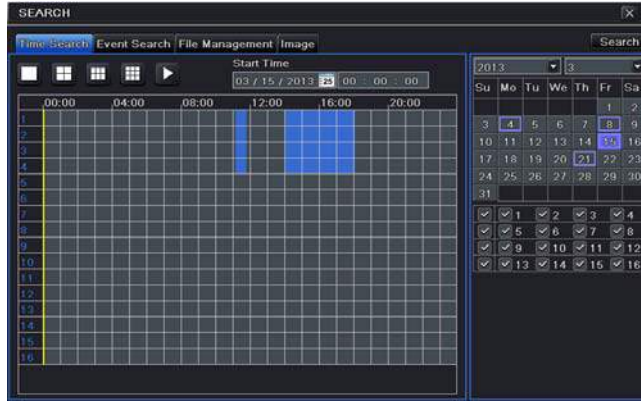 SEARCH
Time Search Event Search File Management Image Search
Start Time
03 / 15 / 2013 25 00 : 00 : 00
2013 3
Su Mo Tu We Th Fr Sa
1 2
3 4 5 6 7 8 9
10 11 12 13 14 15 16
17 18 19 20 21 22 23
24 25 26 27 28 29 30
31
00:00 04:00 08:00 12:00 16:00 20:00
1
2
3
4
5
6
7
8
9
10
11
12
13
14
15
16
1 2 3 4
5 6 7 8
9 10 11 12
13 14 15 16